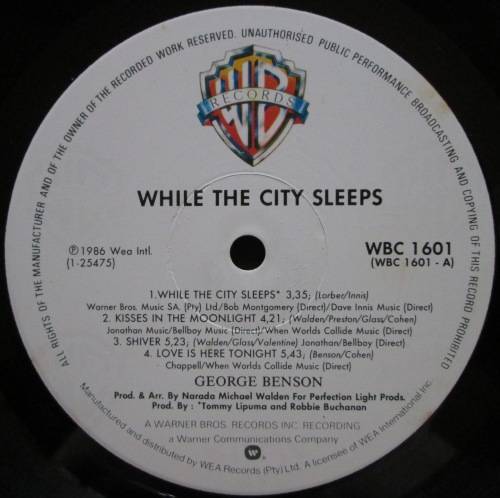 ALL RIGHTS OF THE MANUFACTURER AND OF THE OWNER OF THE RECORDED WORK RESERVED. UNAUTHORISED PUBLIC PERFORMANCE BROADCASTING AND COPYING OF THIS RECORD PROHIBITED
WB
RECORDS
WHILE THE CITY SLEEPS
℗1986 Wea Intl.
(1-25475)
WBC 1601
(WBC 1601 - A)
1.WHILE THE CITY SLEEPS* 3,35; (Lorber/Innis)
Warner Bros. Music SA. (Pty) Ltd/Bob Montgomery (Direct)/Dave Innis Music (Direct)
2. KISSES IN THE MOONLIGHT 4,21; (Walden/Preston/Glass/Cohen)
Jonathan Music/Bellboy Music (Direct)/When Worlds Collide Music (Direct)
3. SHIVER 5,23; (Walden/Glass/Valentine) Jonathan/Bellboy (Direct)
4. LOVE IS HERE TONIGHT 5,43; (Benson/Cohen)
Chappell/When Worlds Collide Music (Direct)
GEORGE BENSON
Prod. & Arr. By Narada Michael Walden For Perfection Light Prods.
Prod. By : *Tommy Lipuma and Robbie Buchanan
A WARNER BROS. RECORDS INC. RECORDING
a Warner Communications Company
Manufactured and distributed by WEA Records (Pty) Ltd. A licensee of WEA International Inc.